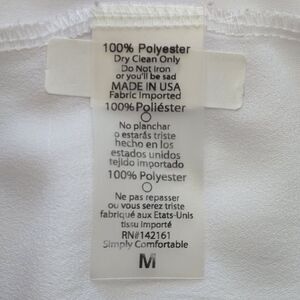 100% Polyester
Dry Clean Only
Do Not Iron
or you'll be sad
MADE IN USA
Fabric Imported
100% Poliéster
No planchar
o estarás triste
hecho en los
estados unidos
tejido importado
100% Polyester
Ne pas repasser
ou vous serez triste
fabriqué aux Etats-Unis
tissu importé
RN#142161
Simply Comfortable
M